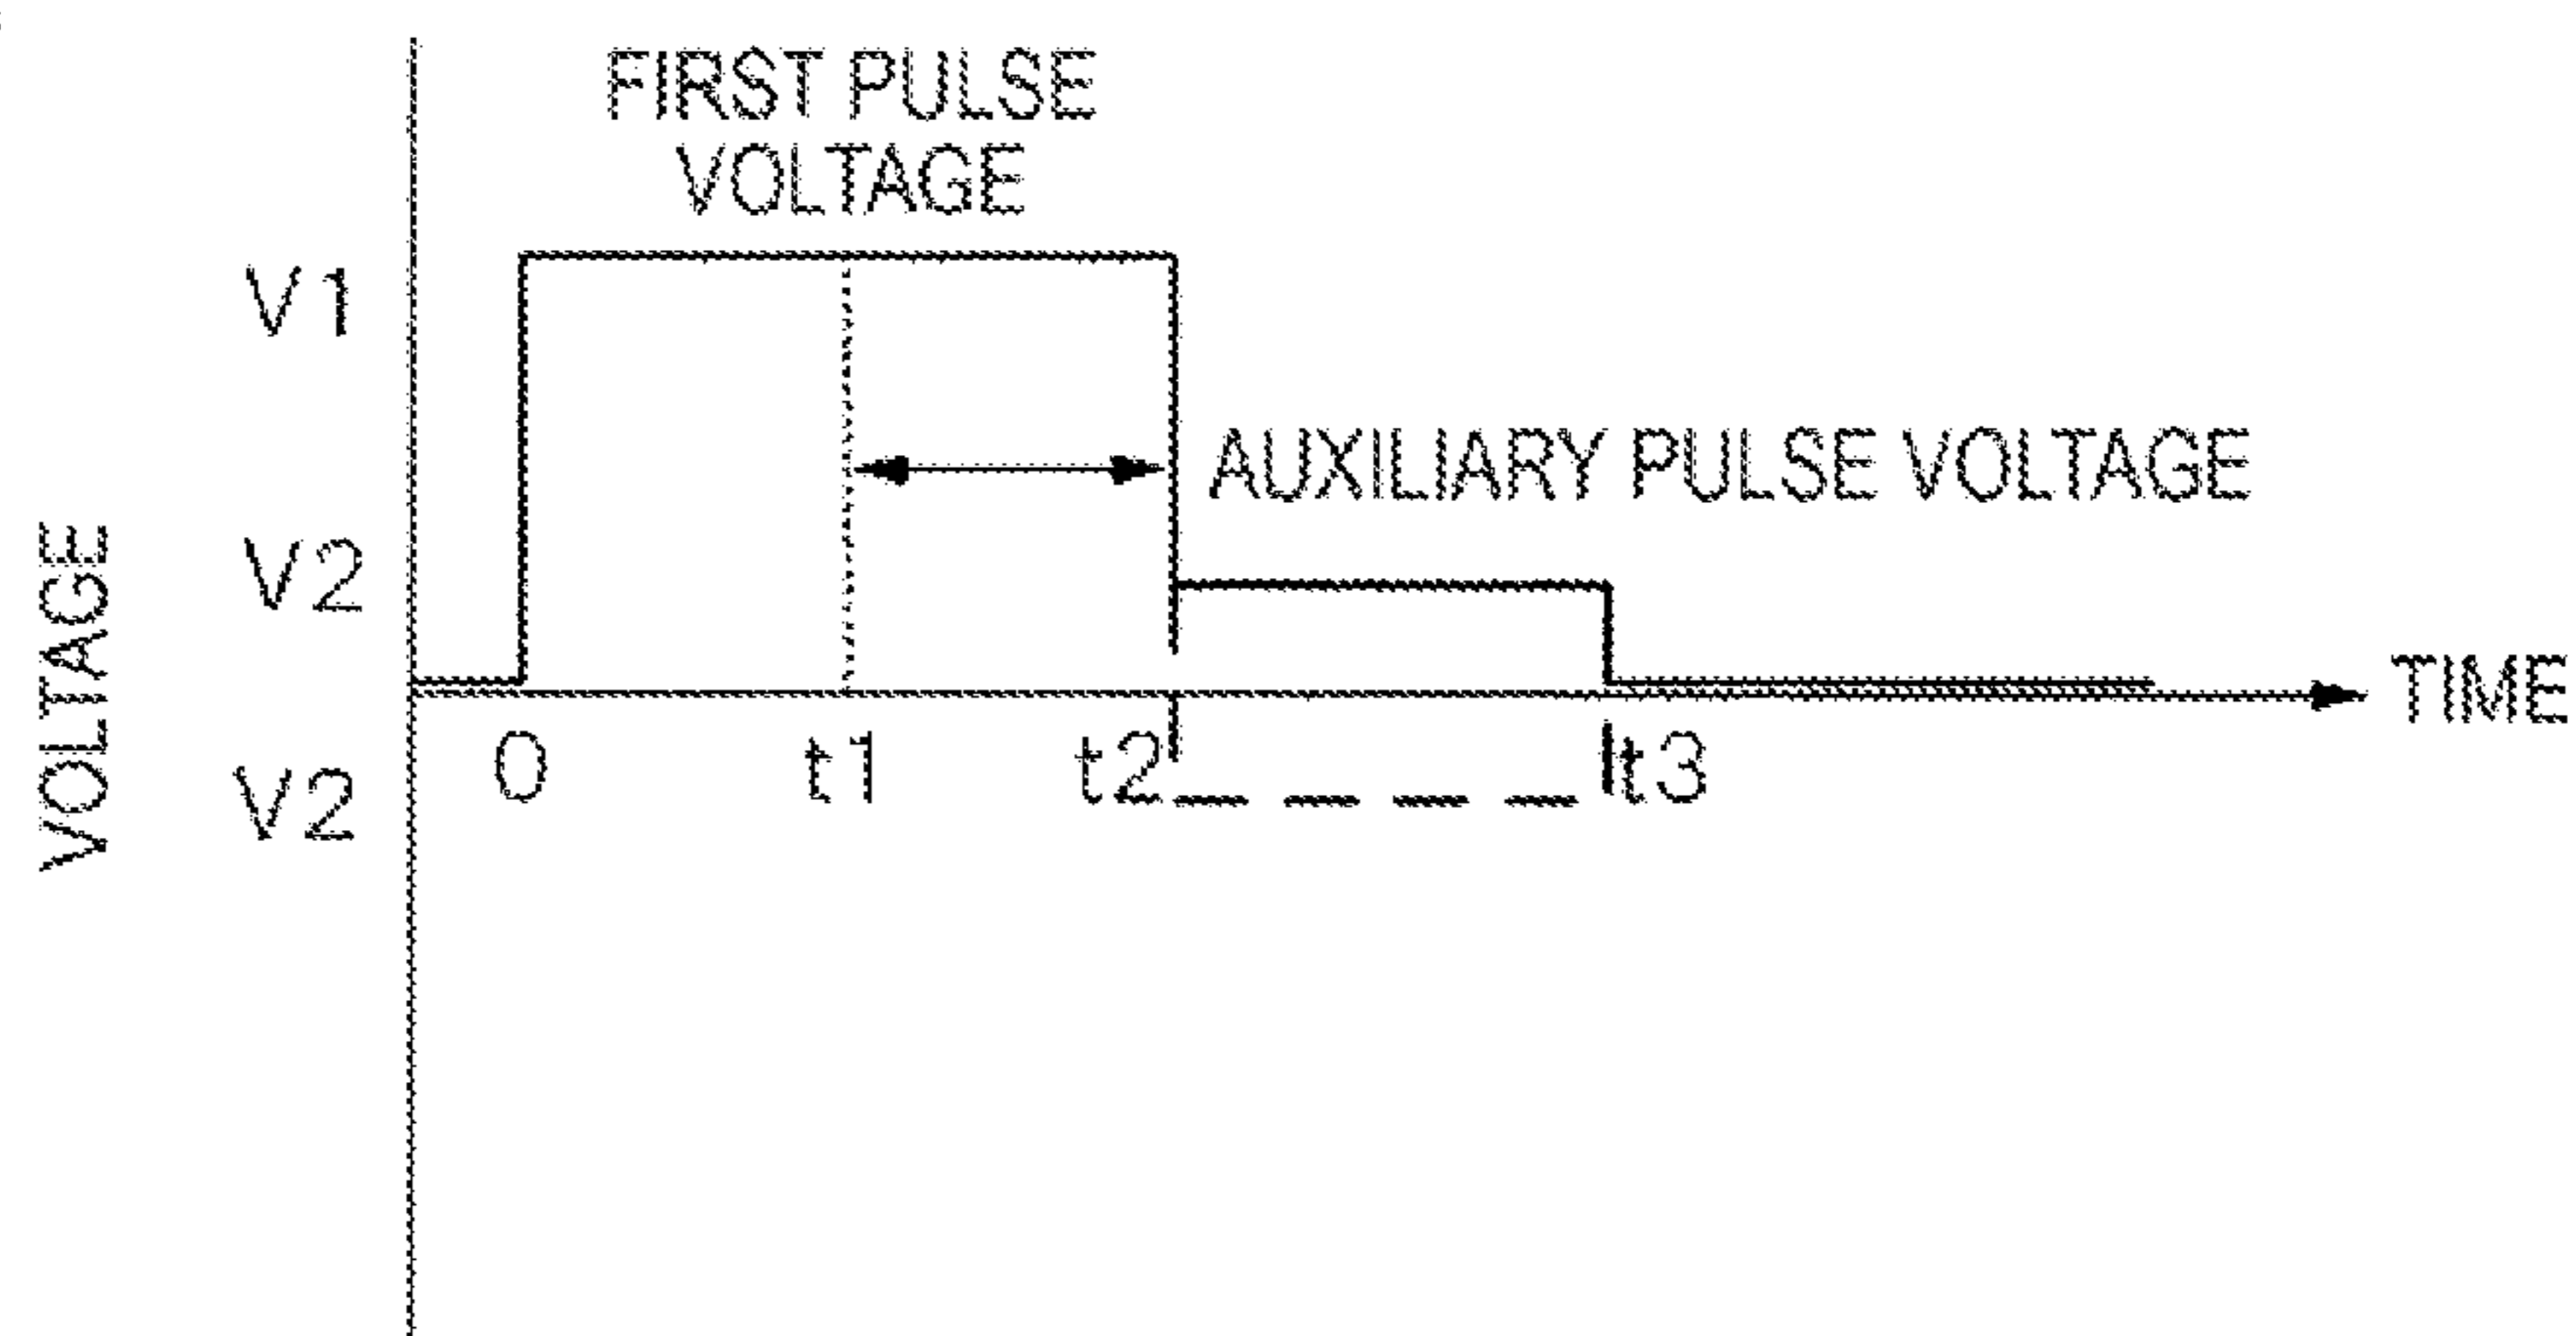 FIRST PULSE
VOLTAGE
V1
AUXILIARY PULSE VOLTAGE
V2
VOLTAGE
TIME
0 t1 t2 t3
V2